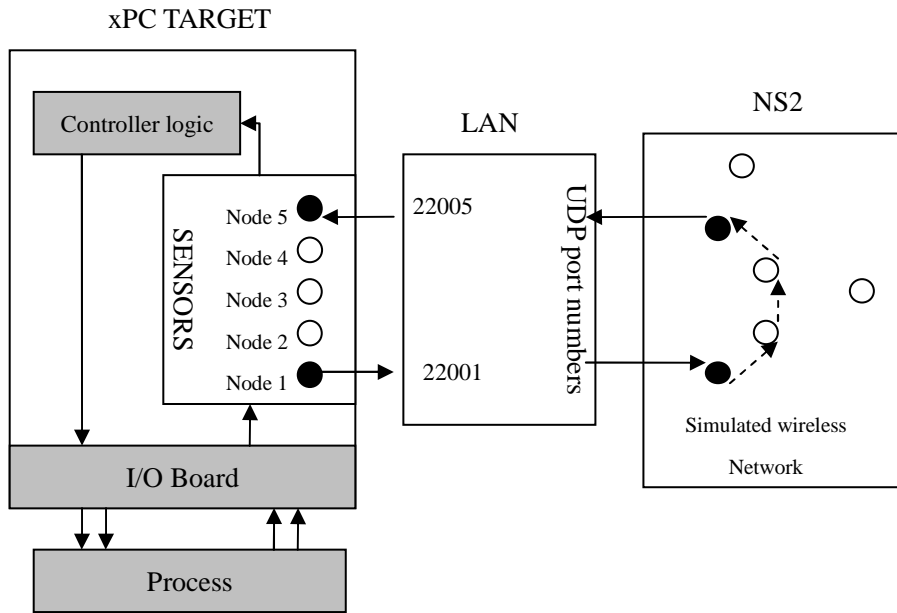 xPC TARGET
Controller logic
SENSORS
Node 5
Node 4
Node 3
Node 2
Node 1
I/O Board
Process
LAN
22005
22001
UDP port numbers
NS2
Simulated wireless
Network